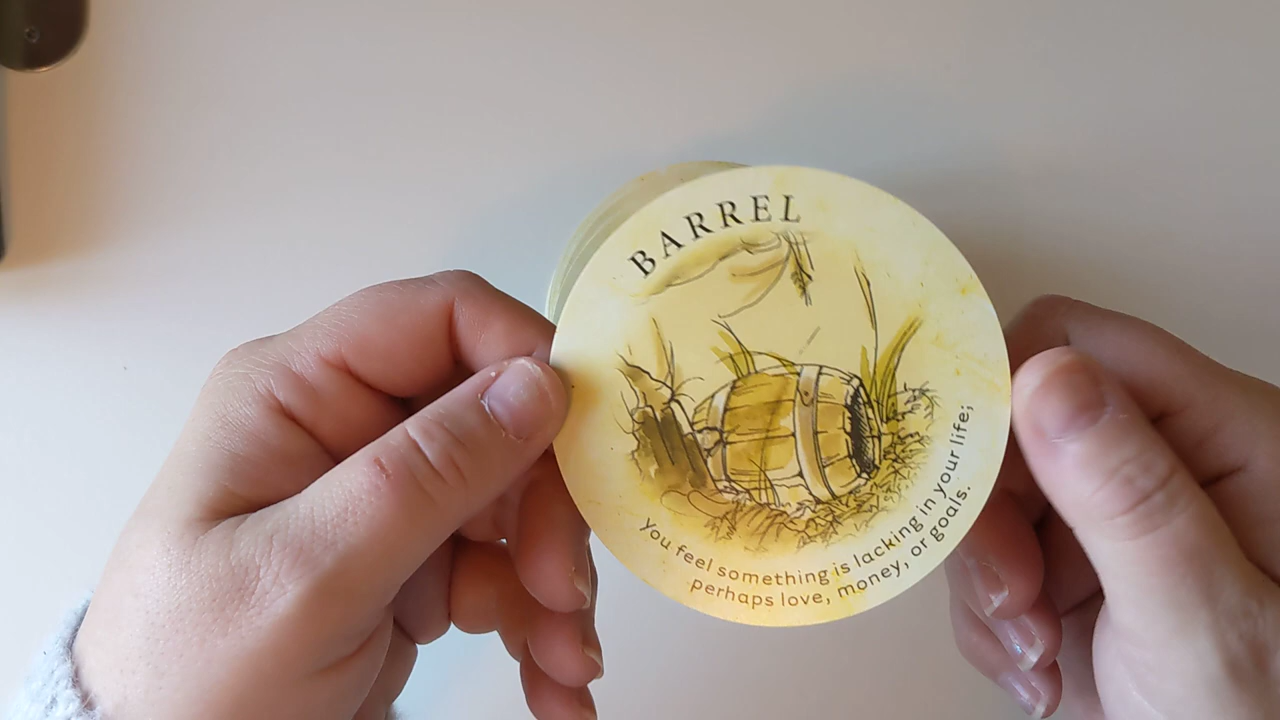 BARREL
You feel something is lacking in your life;
perhaps love, money, or goals.